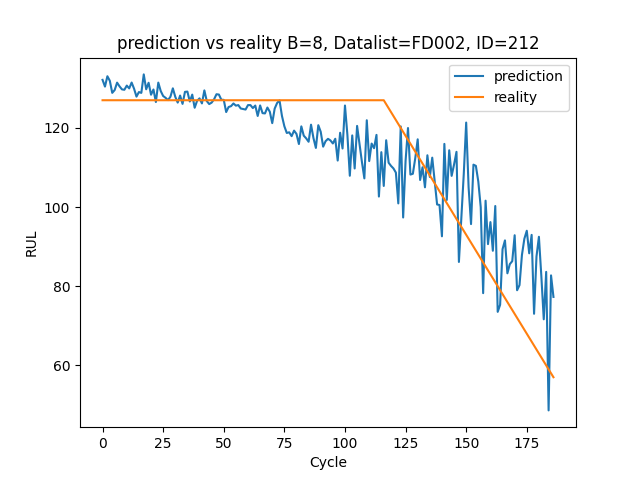 prediction vs reality B=8, Datalist=FD002, ID=212
prediction
reality
RUL
120
100
80
60
0 25 50 75 100 125 150 175
Cycle